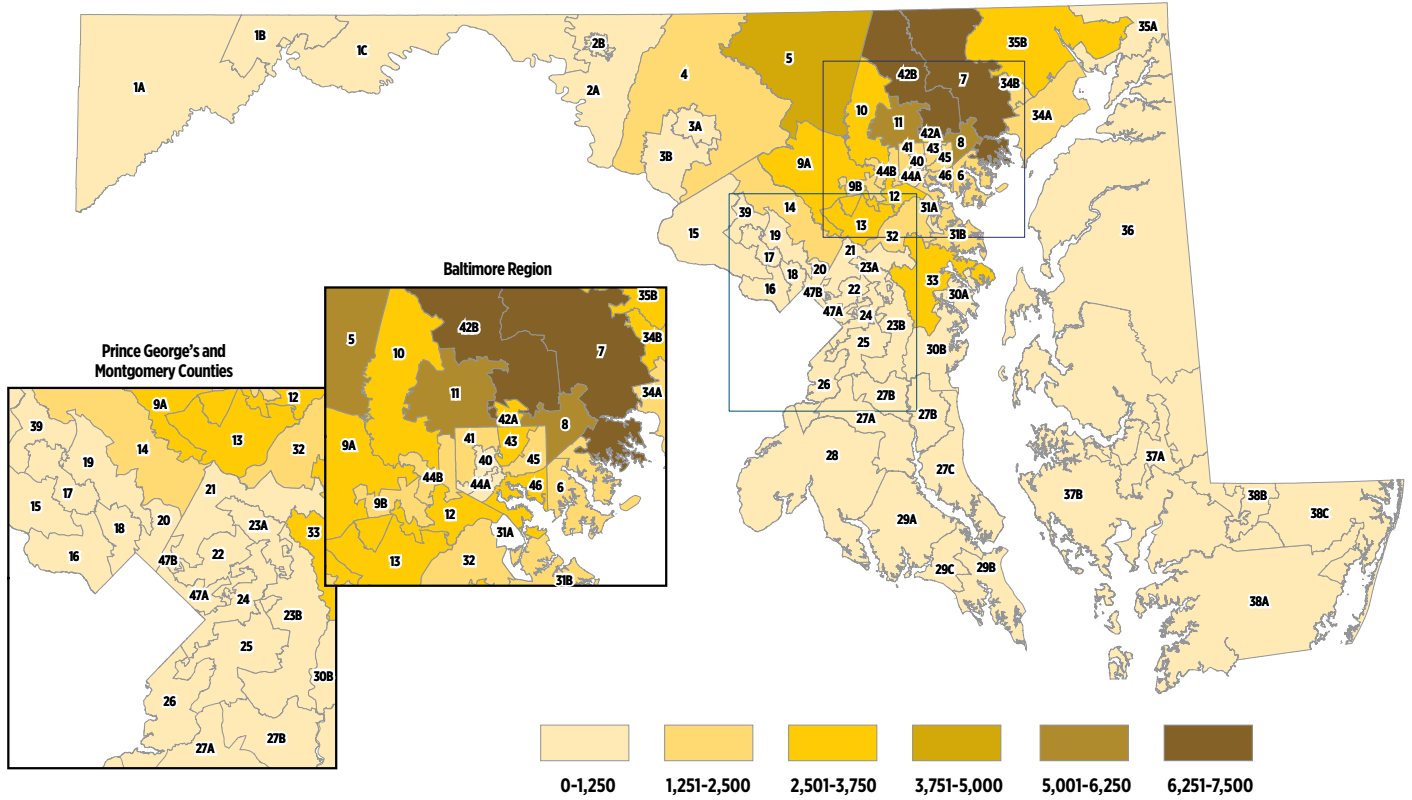 1A
1B
1C
2B
2A
4
3A
3B
5
9A
10
42B
7
35B
35A
34B
34A
11
42A
8
41
43
40
45
44B
44A
46
6
9B
12
31A
31B
13
32
14
39
15
19
17
18
16
20
21
23A
47B
22
47A
24
23B
25
33
30A
30B
26
27B
27A
27B
28
27C
29A
29C
29B
36
37A
37B
38B
38C
38A
Baltimore Region
35B
5
10
42B
7
34B
34A
11
42A
8
41
43
9A
40
45
44B
44A
46
6
9B
12
31A
13
32
31B
Prince George's and
Montgomery Counties
9A
12
39
13
14
32
19
15
17
21
18
20
23A
33
16
47B
22
47A
24
23B
25
30B
26
27A
27B
0-1,250
1,251-2,500
2,501-3,750
3,751-5,000
5,001-6,250
6,251-7,500